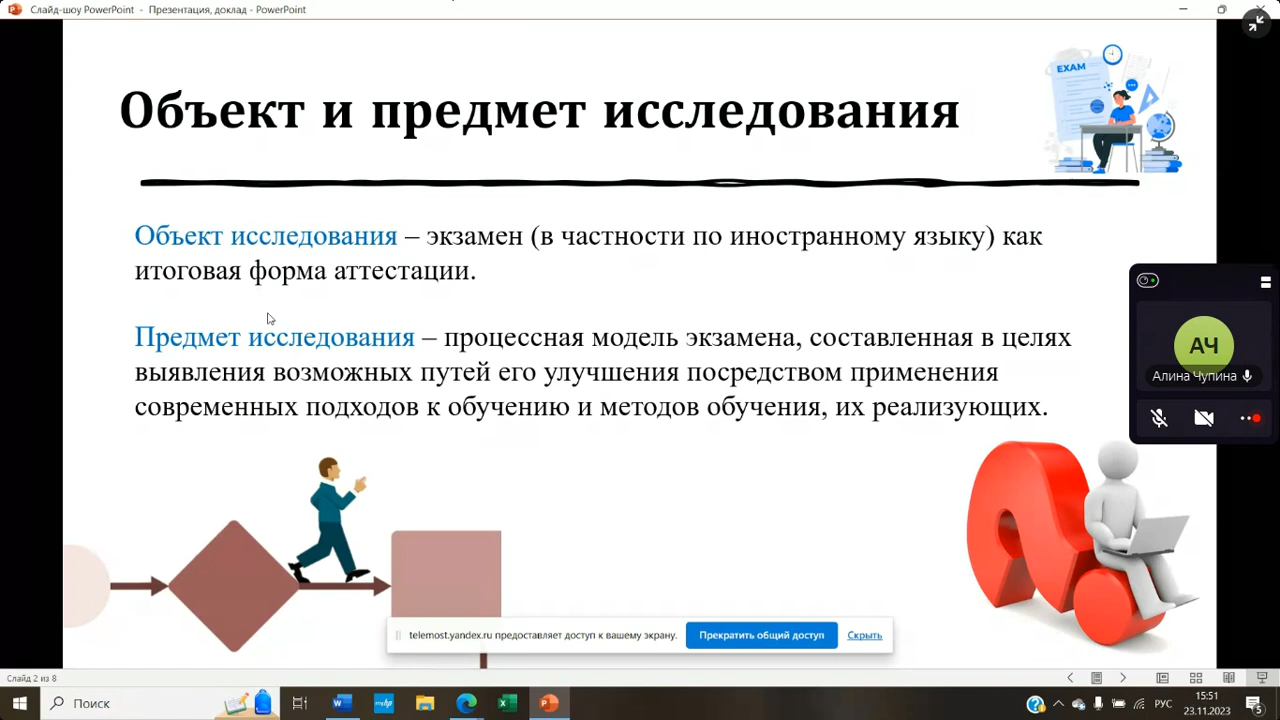 Слайд-шоу PowerPoint - Презентация, доклад - PowerPoint
EXAM
Объект и предмет исследования
Объект исследования – экзамен (в частности по иностранному языку) как
итоговая форма аттестации.
Предмет исследования – процессная модель экзамена, составленная в целях
выявления возможных путей его улучшения посредством применения
современных подходов к обучению и методов обучения, их реализующих.
АЧ
Алина Чупина
telemost.yandex.ru предоставляет доступ к вашему экрану.
Прекратить общий доступ
Скрыть
Слайд 2 из 8
Поиск
РУС
15:51
23.11.2023
5